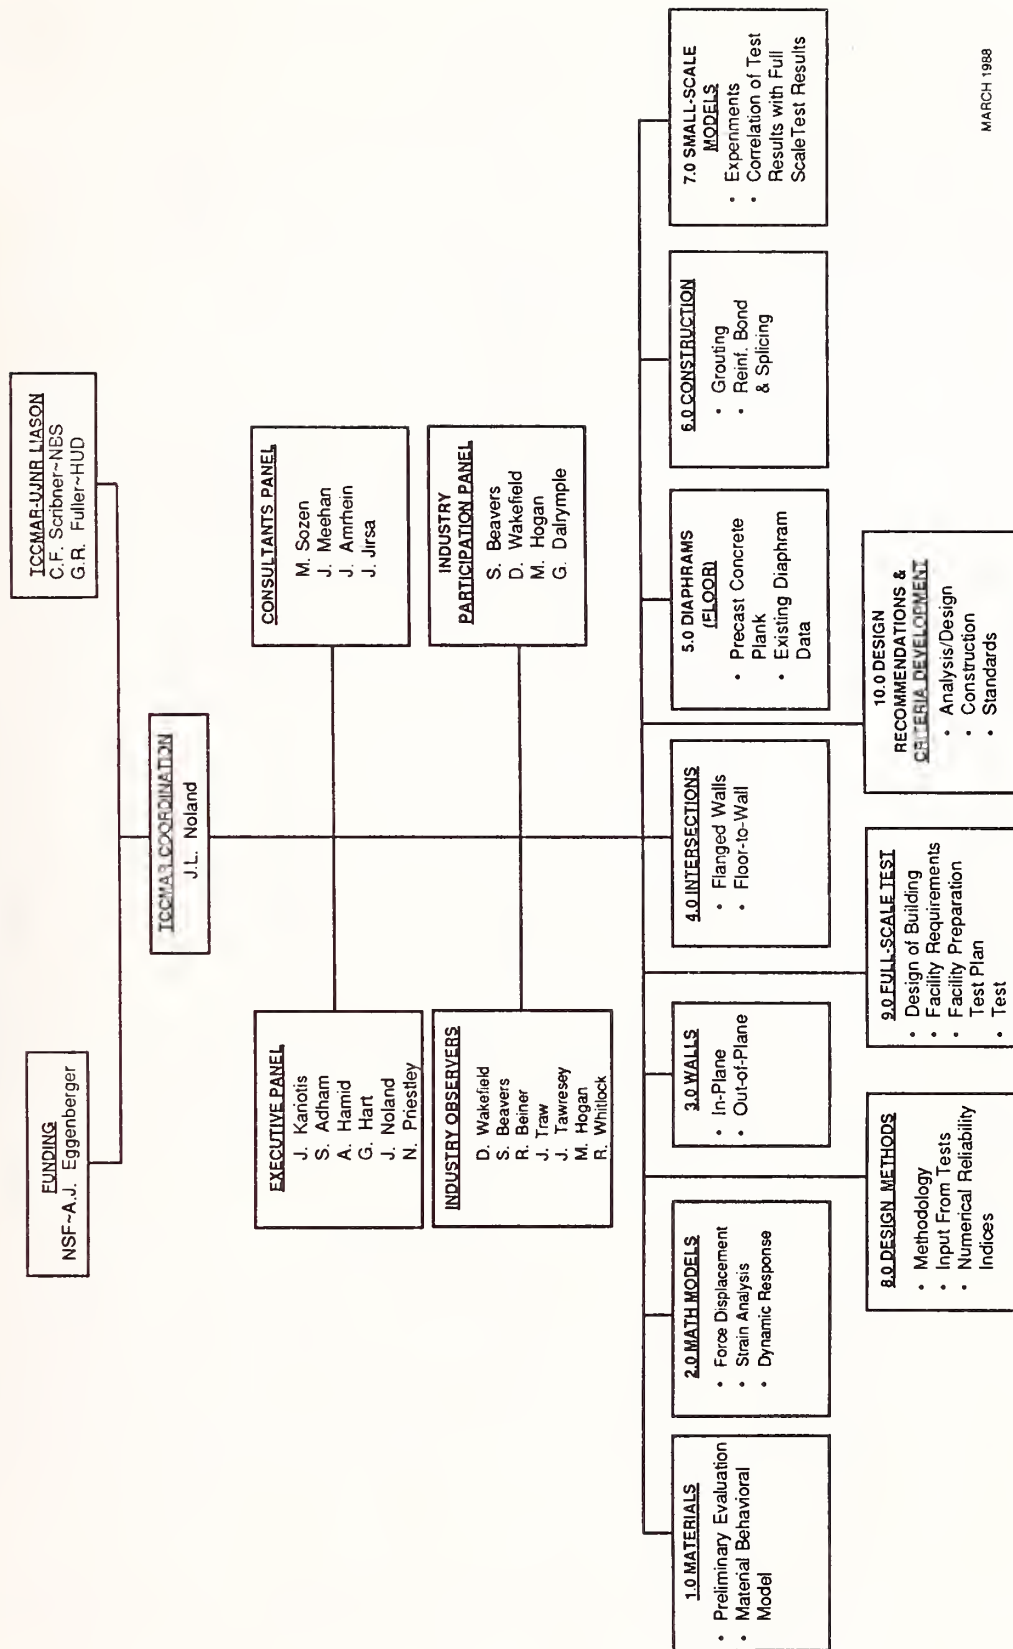 FUNDING
NSF~A.J. Eggenberger
TCCMAR-UJNR LIASON
C.F. Scribner~NBS
G.R. Fuller~HUD
TCCMAR COORDINATION
J.L. Noland
EXECUTIVE PANEL
J. Kariotis
S. Adham
A. Hamid
G. Hart
J. Noland
N. Priestley
CONSULTANTS PANEL
M. Sozen
J. Meehan
J. Amrhein
J. Jirsa
INDUSTRY OBSERVERS
D. Wakefield
S. Beavers
R. Beiner
J. Traw
J. Tawresey
M. Hogan
R. Whitlock
INDUSTRY
PARTICIPATION PANEL
S. Beavers
D. Wakefield
M. Hogan
G. Dalrymple
1.0 MATERIALS
• Preliminary Evaluation
• Material Behavioral
Model
2.0 MATH MODELS
• Force Displacement
• Strain Analysis
• Dynamic Response
3.0 WALLS
• In-Plane
• Out-of-Plane
4.0 INTERSECTIONS
• Flanged Walls
• Floor-to-Wall
5.0 DIAPHRAMS
(FLOOR)
• Precast Concrete
Plank
• Existing Diaphram
Data
6.0 CONSTRUCTION
• Grouting
• Reinf. Bond
& Splicing
7.0 SMALL-SCALE
MODELS
• Experiments
• Correlation of Test
Results with Full
ScaleTest Results
8.0 DESIGN METHODS
• Methodology
• Input From Tests
• Numerical Reliability
Indices
9.0 FULL-SCALE TEST
• Design of Building
• Facility Requirements
• Facility Preparation
Test Plan
• Test
10.0 DESIGN
RECOMMENDATIONS &
CRITERIA DEVELOPMENT
• Analysis/Design
• Construction
• Standards
MARCH 1988